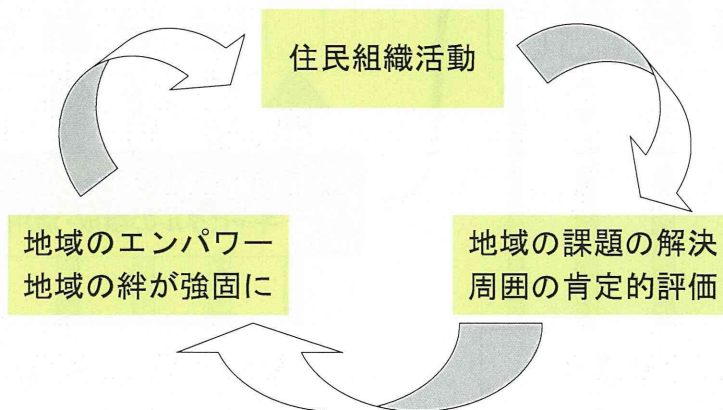 住民組織活動
地域のエンパワー
地域の絆が強固に
地域の課題の解決
周囲の肯定的評価